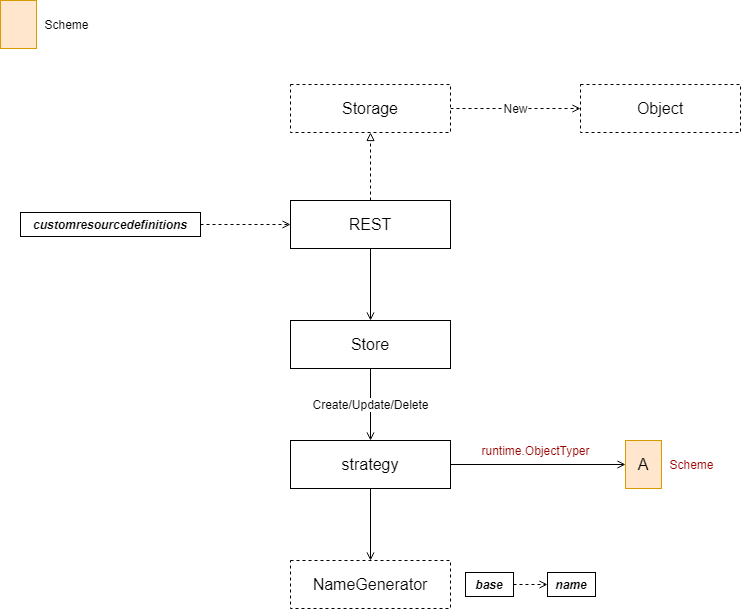 Scheme
Storage
New
Object
customresourcedefinitions
REST
Store
Create/Update/Delete
strategy
runtime.ObjectTyper
A
Scheme
NameGenerator
base
name